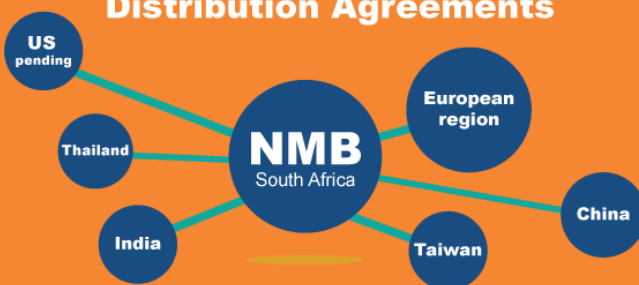 Distribution Agreements
US
pending
European
region
Thailand
NMB
South Africa
China
India
Taiwan